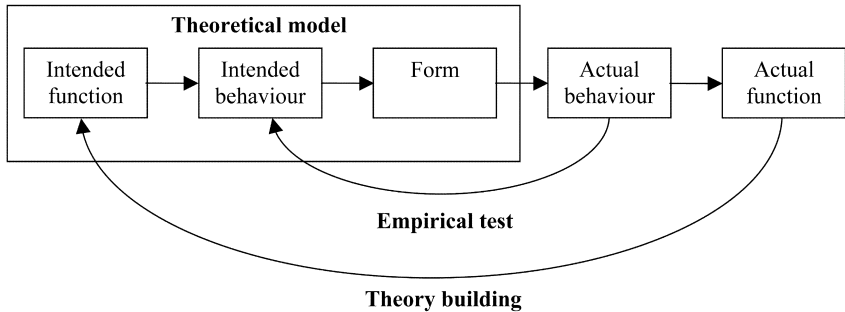 Theoretical model
Intended
function
Intended
behaviour
Form
Actual
behaviour
Actual
function
Empirical test
Theory building